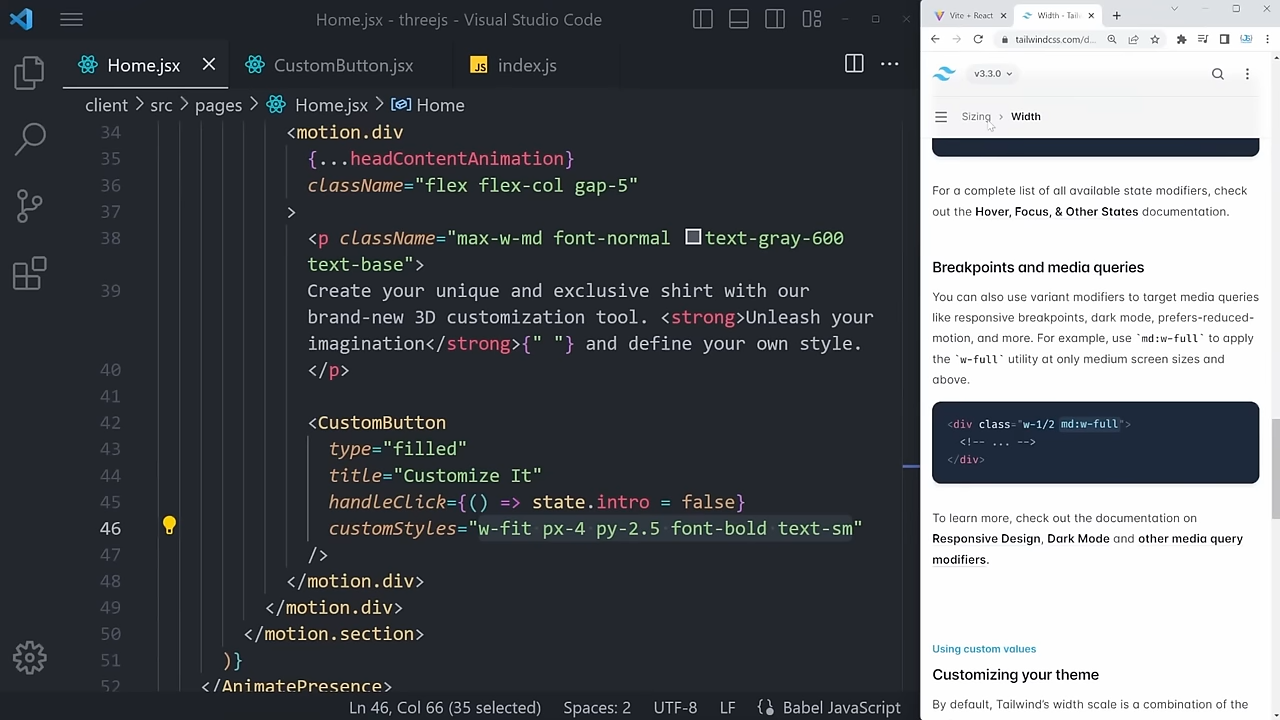 Home.jsx - threejs - Visual Studio Code
Home.jsx
CustomButton.jsx
JS index.js
client > src > pages > Home.jsx > Home
34 <motion.div
35 {...headContentAnimation}
36 className="flex flex-col gap-5"
37 >
38 <p className="max-w-md font-normal text-gray-600
text-base">
39 Create your unique and exclusive shirt with our
brand-new 3D customization tool. <strong>Unleash your
imagination</strong>{" "} and define your own style.
40 </p>
41
42 <CustomButton
43 type="filled"
44 title="Customize It"
45 handleClick={() => state.intro = false}
46 customStyles="w-fit px-4 py-2.5 font-bold text-sm"
47 />
48 </motion.div>
49 </motion.div>
50 </motion.section>
51 )}
52 </AnimatePresence>
Ln 46, Col 66 (35 selected) Spaces: 2 UTF-8 LF Babel JavaScript
Vite + React
Width - Tail
tailwindcss.com/d...
v3.3.0
Sizing > Width
For a complete list of all available state modifiers, check
out the Hover, Focus, & Other States documentation.
Breakpoints and media queries
You can also use variant modifiers to target media queries
like responsive breakpoints, dark mode, prefers-reduced-
motion, and more. For example, use `md:w-full` to apply
the `w-full` utility at only medium screen sizes and
above.
<div class="w-1/2 md:w-full">
<!-- ... -->
</div>
To learn more, check out the documentation on
Responsive Design, Dark Mode and other media query
modifiers.
Using custom values
Customizing your theme
By default, Tailwind's width scale is a combination of the